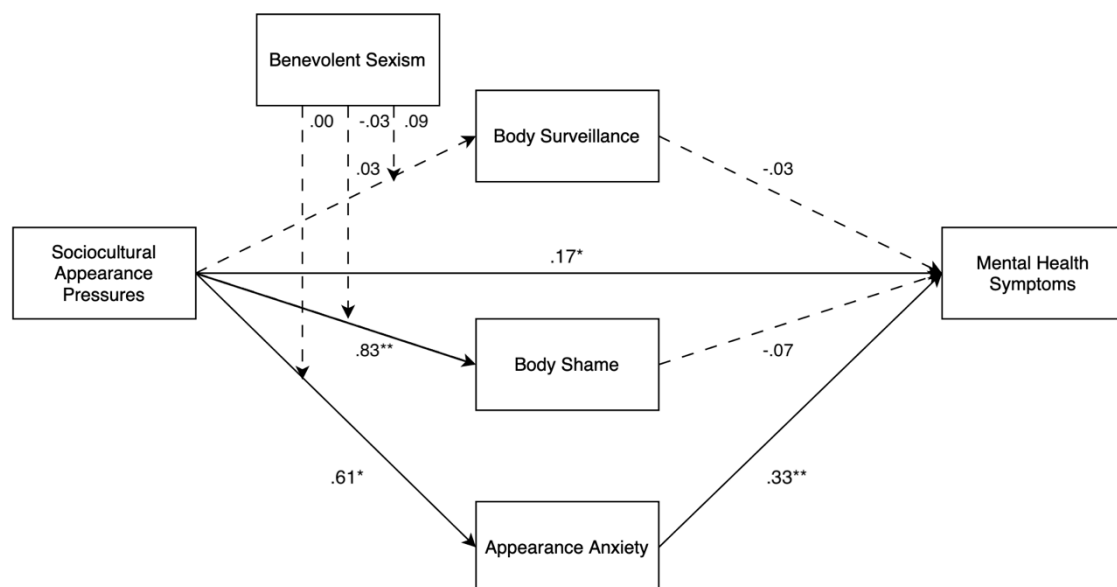 Benevolent Sexism
.00
-.03
.09
Body Surveillance
.03
-.03
Sociocultural
Appearance
Pressures
.17*
Mental Health
Symptoms
.83**
Body Shame
-.07
.61*
.33**
Appearance Anxiety